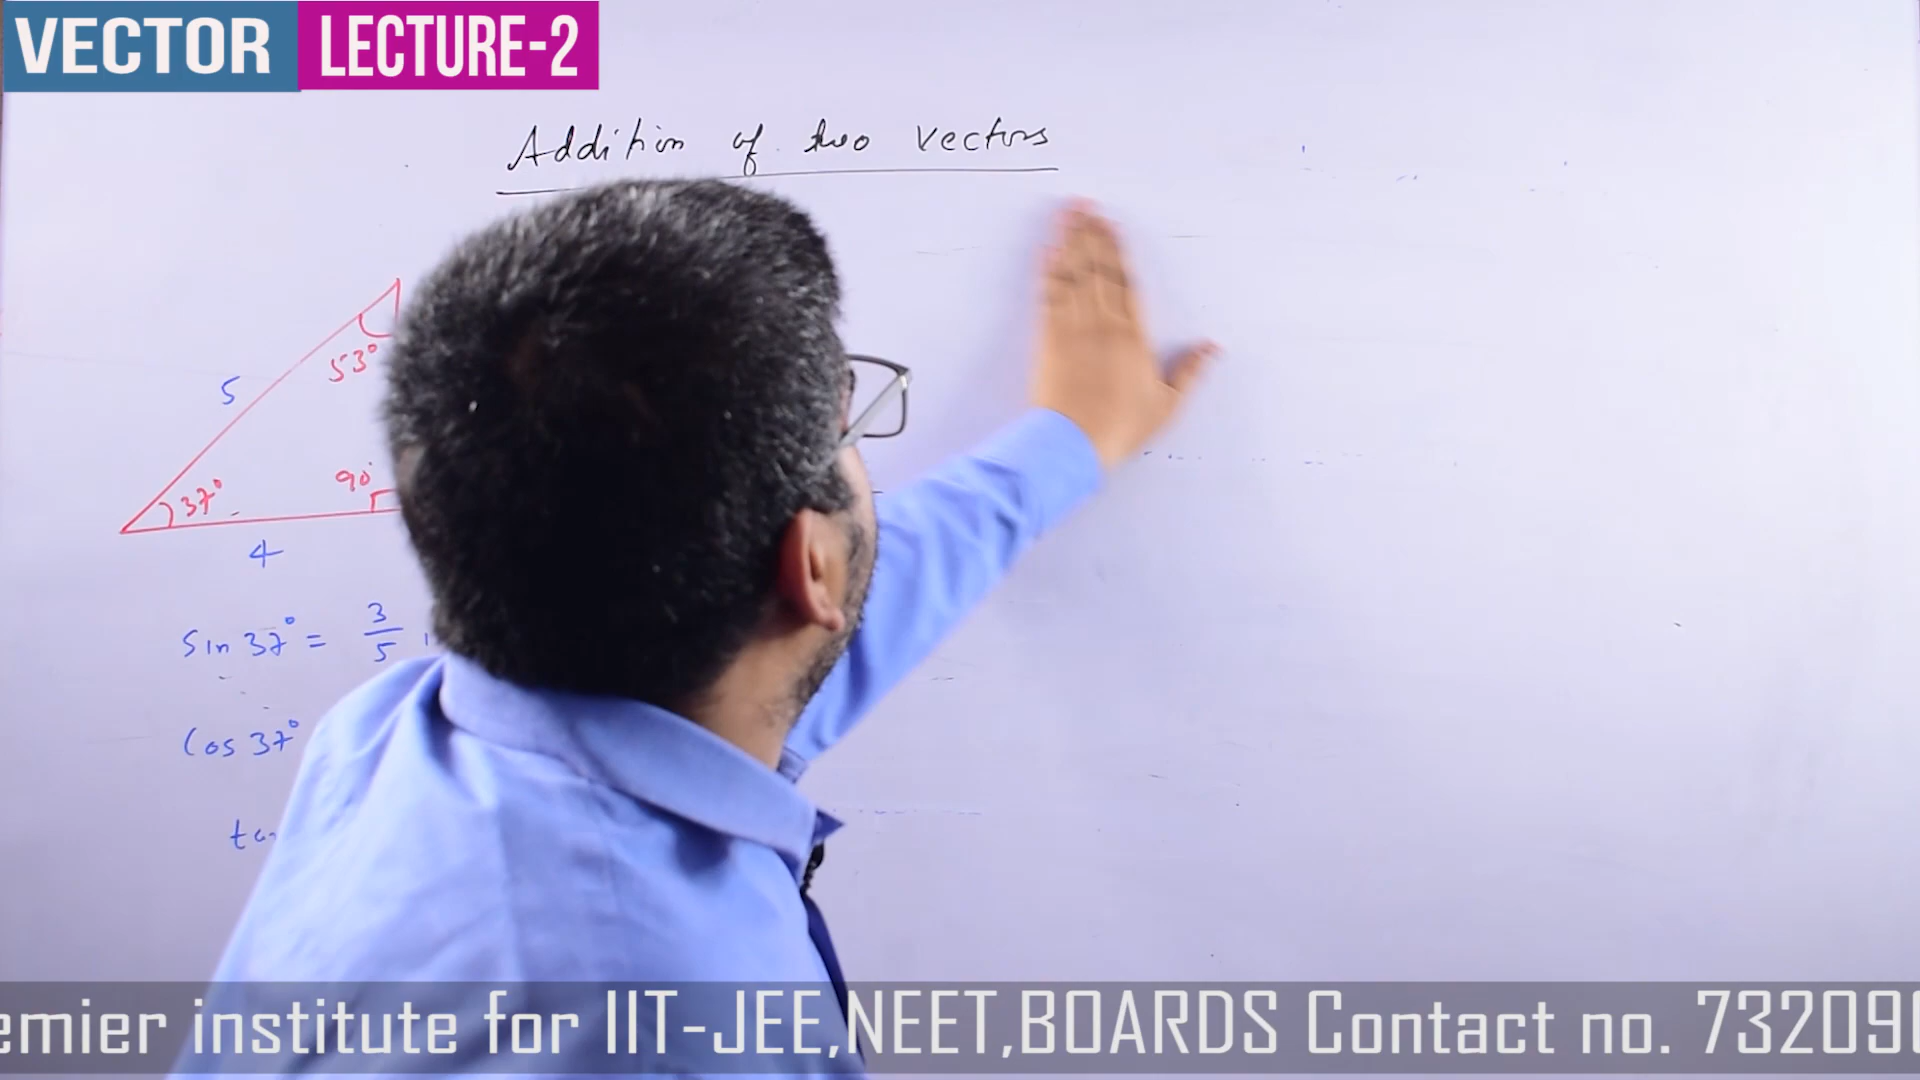 VECTOR LECTURE-2
Addition of two vectors
53°
5
37°
90°
4
sin 37° = 3/5
cos 37°
emier institute for IIT-JEE,NEET,BOARDS Contact no. 73209